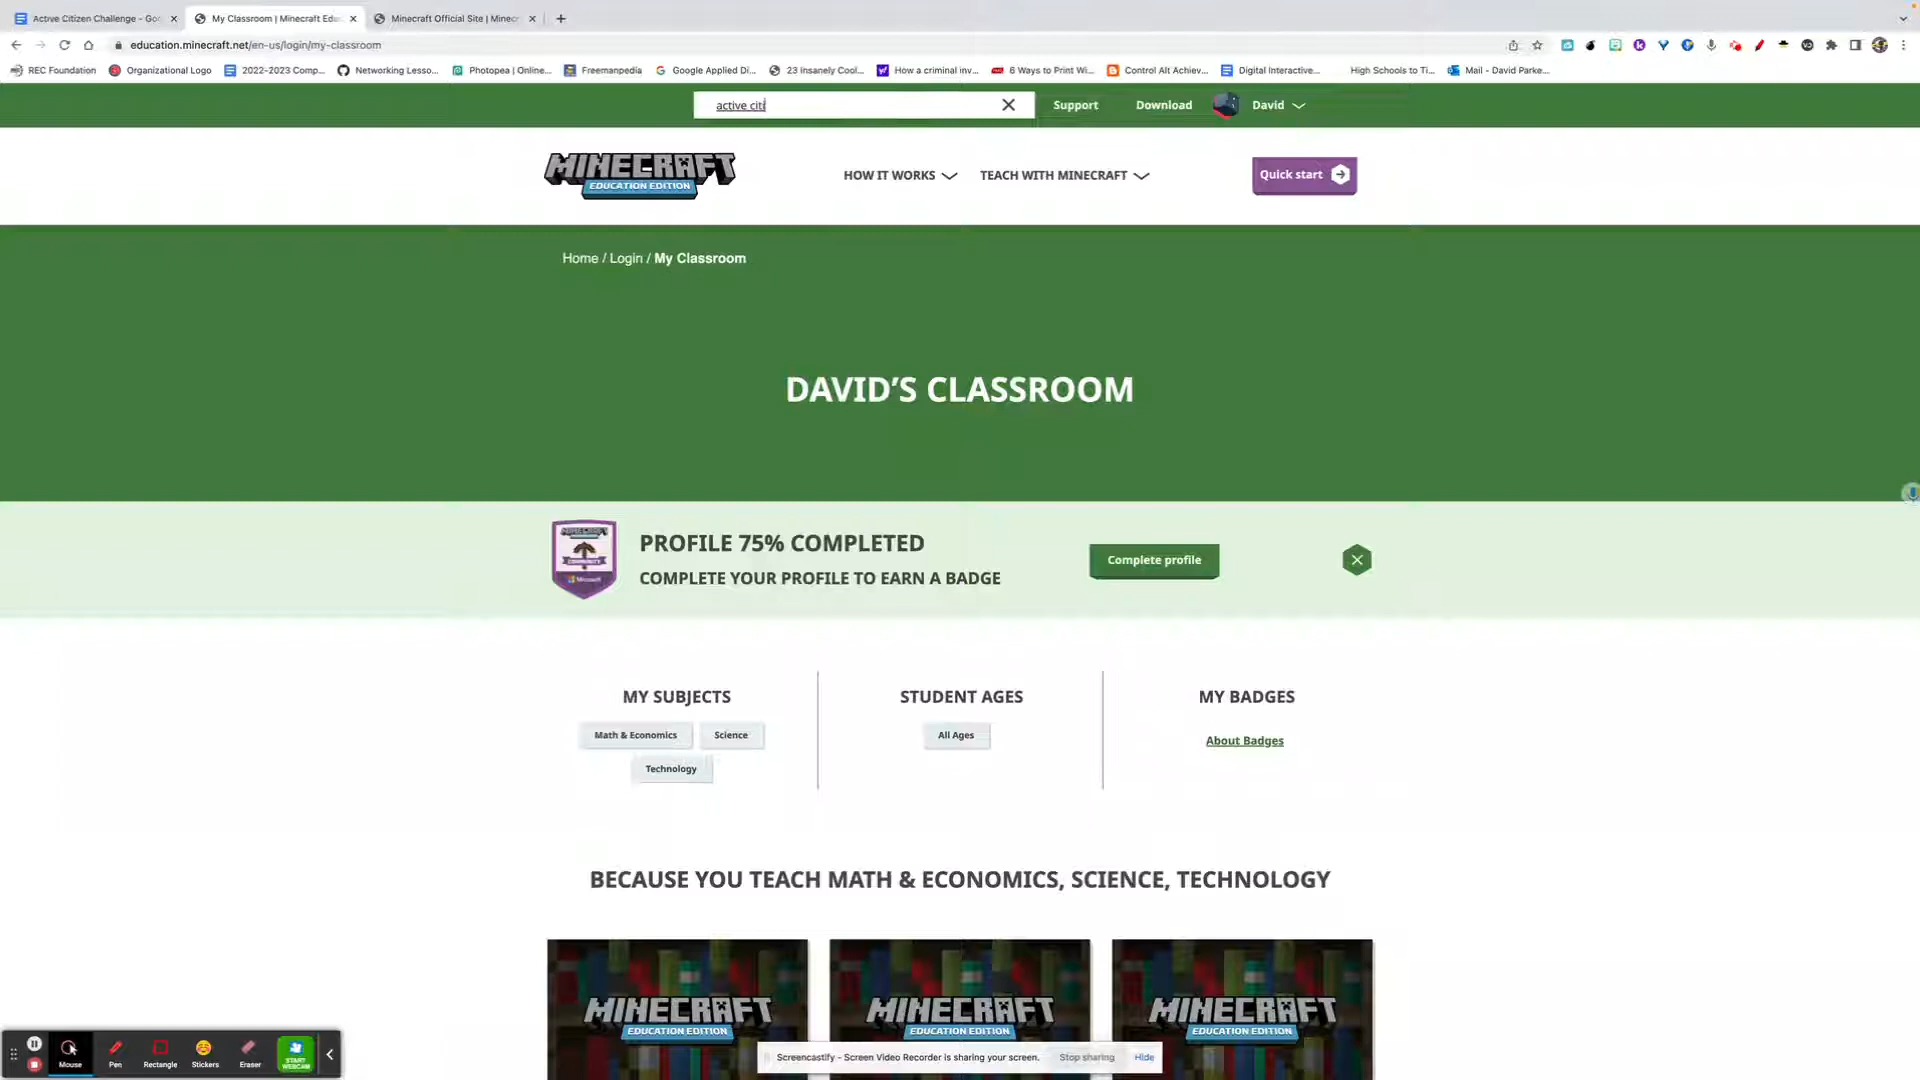 Active Citizen Challenge - Goo
My Classroom | Minecraft Educ
Minecraft Official Site | Minecr
education.minecraft.net/en-us/login/my-classroom
REC Foundation
Organizational Logo
2022-2023 Comp...
Networking Lesso...
Photopea | Online...
Freemanpedia
Google Applied Di...
23 Insanely Cool...
How a criminal inv...
6 Ways to Print Wi...
Control Alt Achiev...
Digital Interactive...
High Schools to Ti...
Mail - David Parke...
active citi
Support
Download
David
MINECRAFT
EDUCATION EDITION
HOW IT WORKS
TEACH WITH MINECRAFT
Quick start
Home / Login / My Classroom
DAVID'S CLASSROOM
MINECRAFT
COMMUNITY
Microsoft
PROFILE 75% COMPLETED
COMPLETE YOUR PROFILE TO EARN A BADGE
Complete profile
MY SUBJECTS
STUDENT AGES
MY BADGES
Math & Economics
Science
Technology
All Ages
About Badges
BECAUSE YOU TEACH MATH & ECONOMICS, SCIENCE, TECHNOLOGY
MINECRAFT
EDUCATION EDITION
MINECRAFT
EDUCATION EDITION
MINECRAFT
EDUCATION EDITION
Mouse
Pen
Rectangle
Stickers
Eraser
START
WEBCAM
Screencastify - Screen Video Recorder is sharing your screen.
Stop sharing
Hide